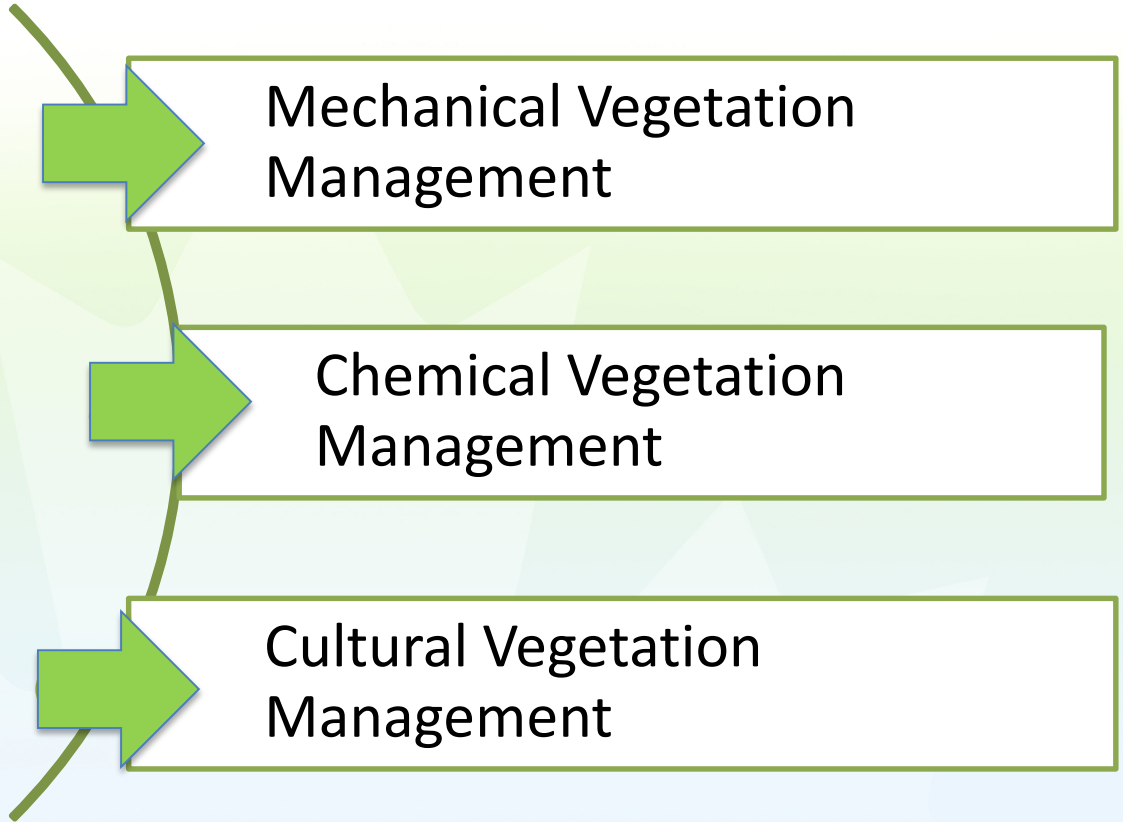 Mechanical Vegetation
Management
Chemical Vegetation
Management
Cultural Vegetation
Management